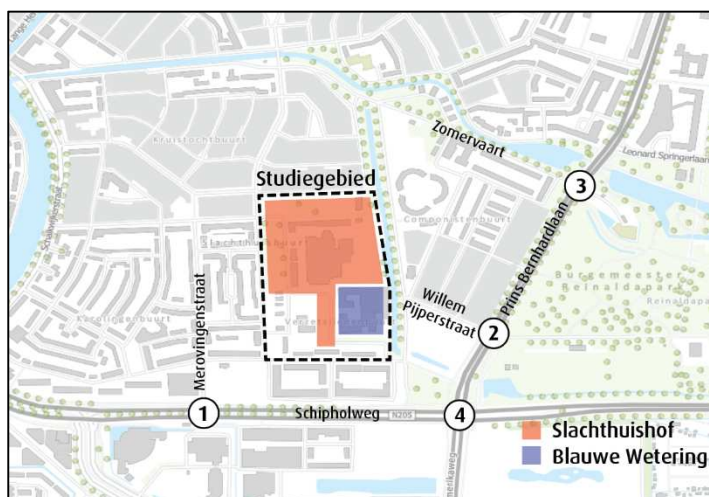 Zomervaart
Leonard Springerlaan
Kruistochtbuurt
Studiegebied
3
Componistenbuurt
Prins Bernhardlaan
Burgemeester
Reinaldapark
Reinaldapa
Willem
Pijperstraat
2
Merovingenstraat
Karolingenbuurt
1
Schipholweg
N205
4
Slachthuishof
Blauwe Wetering